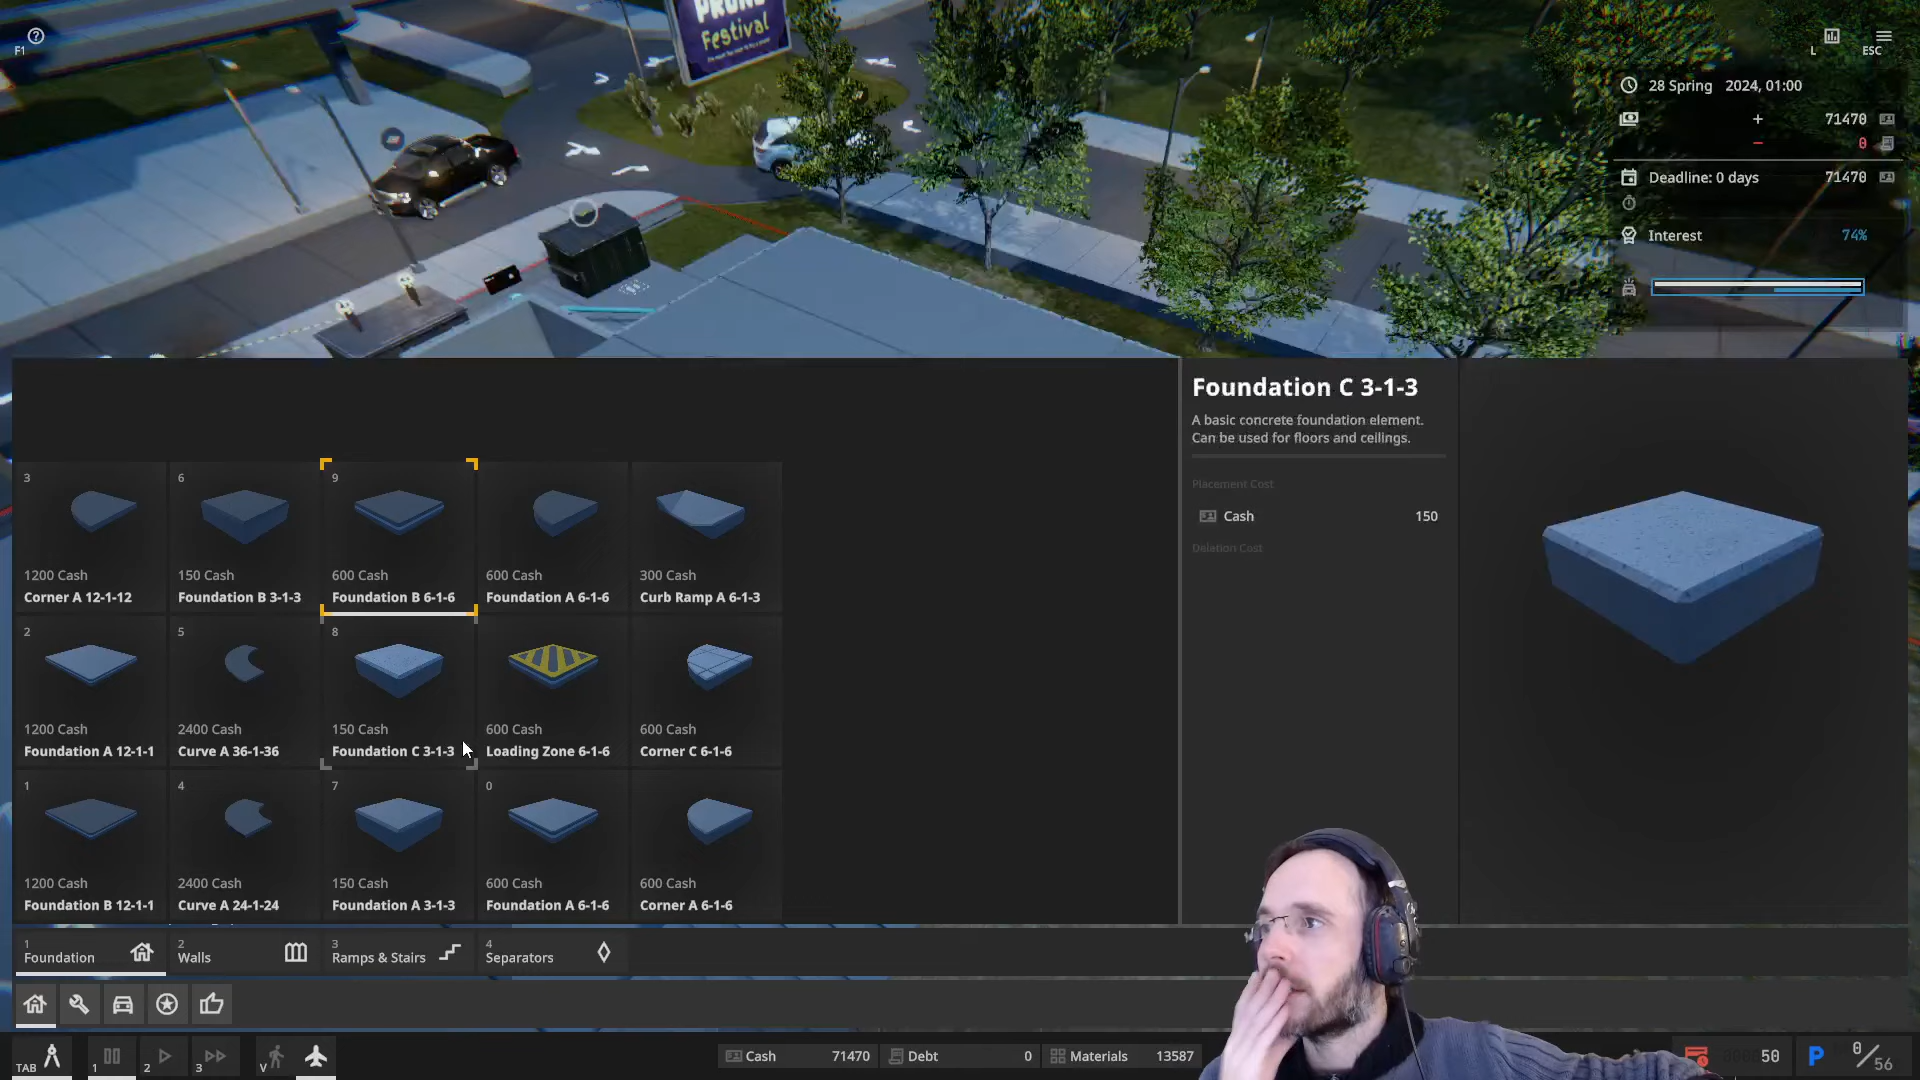 F1
PRUNE
Festival
L
ESC
28 Spring 2024, 01:00
+ 71470
− 0
Deadline: 0 days 71470
Interest 74%
Foundation C 3-1-3
A basic concrete foundation element.
Can be used for floors and ceilings.
Placement Cost
Cash 150
Deletion Cost
3
1200 Cash
Corner A 12-1-12
6
150 Cash
Foundation B 3-1-3
9
600 Cash
Foundation B 6-1-6
600 Cash
Foundation A 6-1-6
300 Cash
Curb Ramp A 6-1-3
2
1200 Cash
Foundation A 12-1-1
5
2400 Cash
Curve A 36-1-36
8
150 Cash
Foundation C 3-1-3
600 Cash
Loading Zone 6-1-6
600 Cash
Corner C 6-1-6
1
1200 Cash
Foundation B 12-1-1
4
2400 Cash
Curve A 24-1-24
7
150 Cash
Foundation A 3-1-3
0
600 Cash
Foundation A 6-1-6
600 Cash
Corner A 6-1-6
1
Foundation
2
Walls
3
Ramps & Stairs
4
Separators
TAB
1
2
3
V
Cash 71470
Debt 0
Materials 13587
50
P 0/56